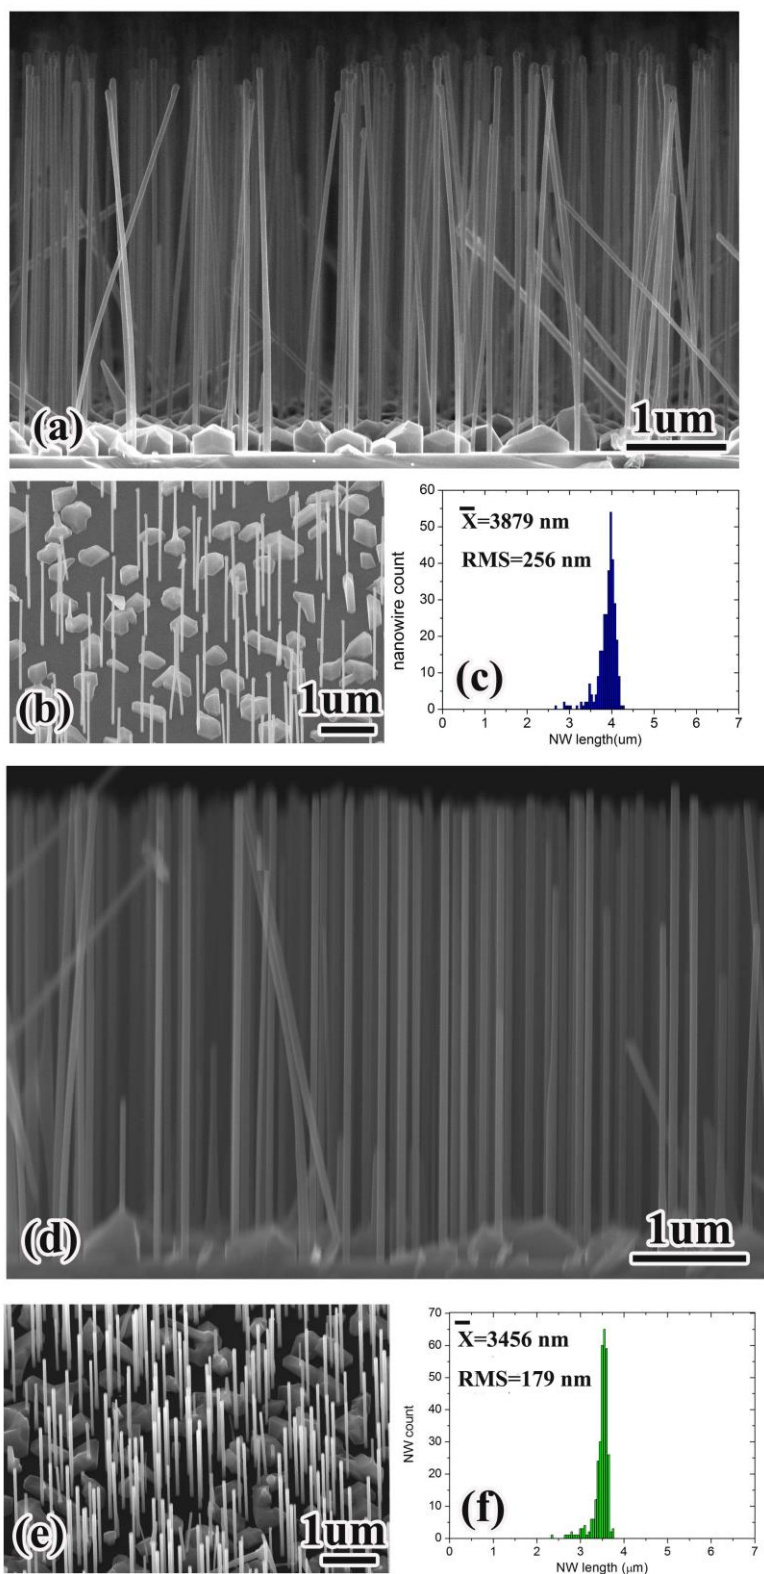 (a)
1um
(b)
1um
nanowire count
60
50
40
30
20
10
0
X̄=3879 nm
RMS=256 nm
(c)
0 1 2 3 4 5 6 7
NW length(um)
(d)
1um
(e)
1um
NW count
70
60
50
40
30
20
10
0
X̄=3456 nm
RMS=179 nm
(f)
0 1 2 3 4 5 6 7
NW length (μm)